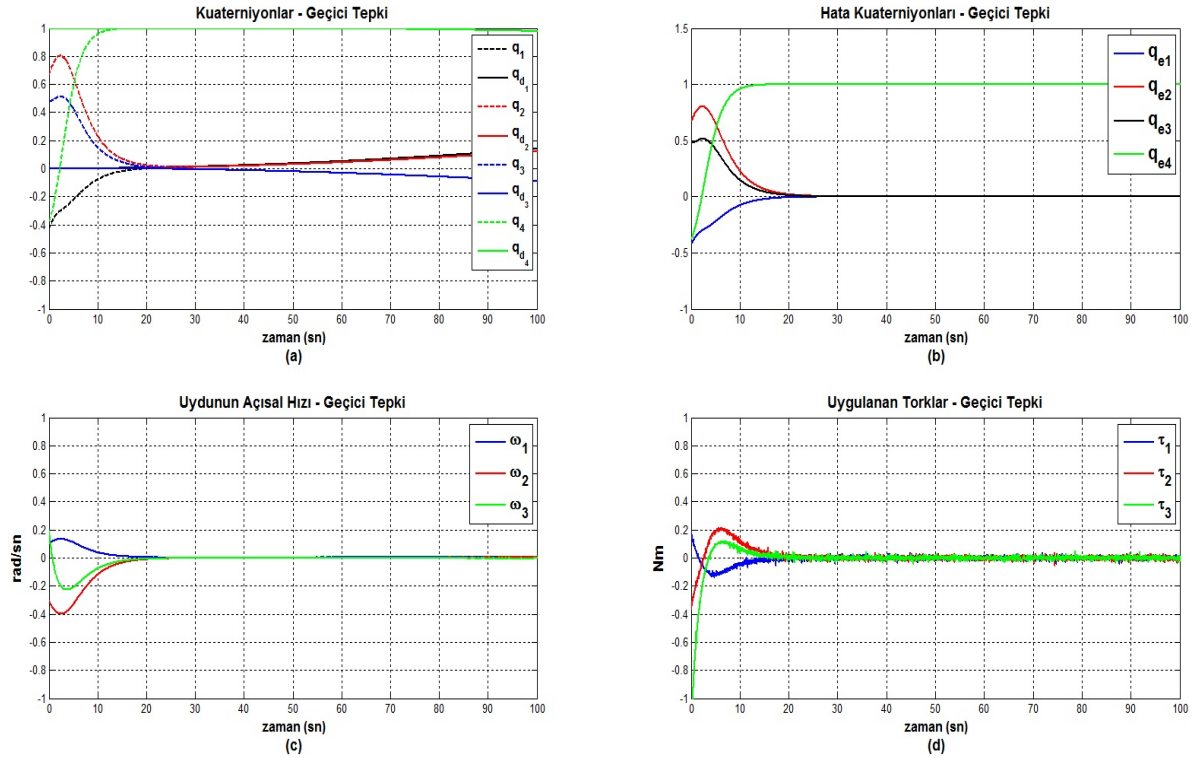 Kuaterniyonlar - Geçici Tepki
1
0.8
0.6
0.4
0.2
0
-0.2
-0.4
-0.6
-0.8
-1
0 10 20 30 40 50 60 70 80 90 100
q1
qd1
q2
qd2
q3
qd3
q4
qd4
zaman (sn)
(a)
Hata Kuaterniyonları - Geçici Tepki
1.5
1.0
0.5
0
-0.5
-1
0 10 20 30 40 50 60 70 80 90 100
qe1
qe2
qe3
qe4
zaman (sn)
(b)
Uydunun Açısal Hızı - Geçici Tepki
rad/sn
1
0.8
0.6
0.4
0.2
0
-0.2
-0.4
-0.6
-0.8
-1
0 10 20 30 40 50 60 70 80 90 100
ω1
ω2
ω3
zaman (sn)
(c)
Uygulanan Torklar - Geçici Tepki
Nm
1
0.8
0.6
0.4
0.2
0
-0.2
-0.4
-0.6
-0.8
-1
0 10 20 30 40 50 60 70 80 90 100
τ1
τ2
τ3
zaman (sn)
(d)